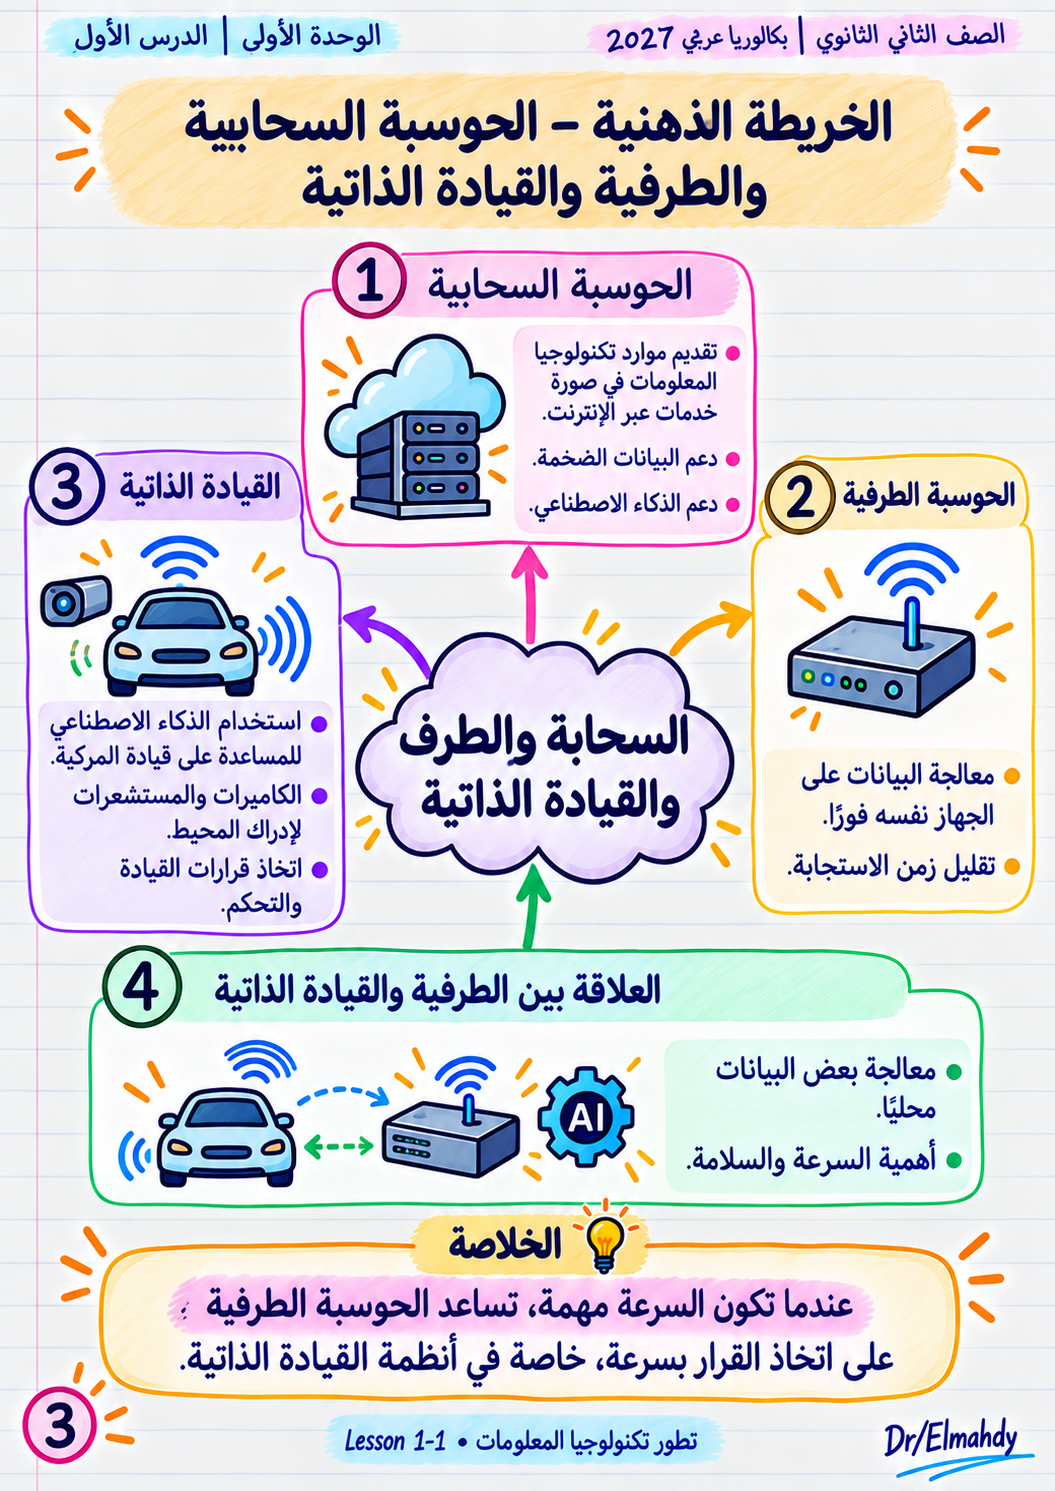 الصف الثاني الثانوي | بكالوريا عربي 2027
الوحدة الأولى | الدرس الأول
الخريطة الذهنية – الحوسبة السحابية
والطرفية والقيادة الذاتية
1
الحوسبة السحابية
تقديم موارد تكنولوجيا
المعلومات في صورة
خدمات عبر الإنترنت.
دعم البيانات الضخمة.
دعم الذكاء الاصطناعي.
2
الحوسبة الطرفية
معالجة البيانات على
الجهاز نفسه فورًا.
تقليل زمن الاستجابة.
3
القيادة الذاتية
استخدام الذكاء الاصطناعي
للمساعدة على قيادة المركبة.
الكاميرات والمستشعرات
لإدراك المحيط.
اتخاذ قرارات القيادة
والتحكم.
السحابة والطرف
والقيادة الذاتية
4
العلاقة بين الطرفية والقيادة الذاتية
معالجة بعض البيانات
محليًا.
أهمية السرعة والسلامة.
AI
الخلاصة
عندما تكون السرعة مهمة، تساعد الحوسبة الطرفية
على اتخاذ القرار بسرعة، خاصة في أنظمة القيادة الذاتية.
3
تطور تكنولوجيا المعلومات • Lesson 1-1
Dr/Elmahdy